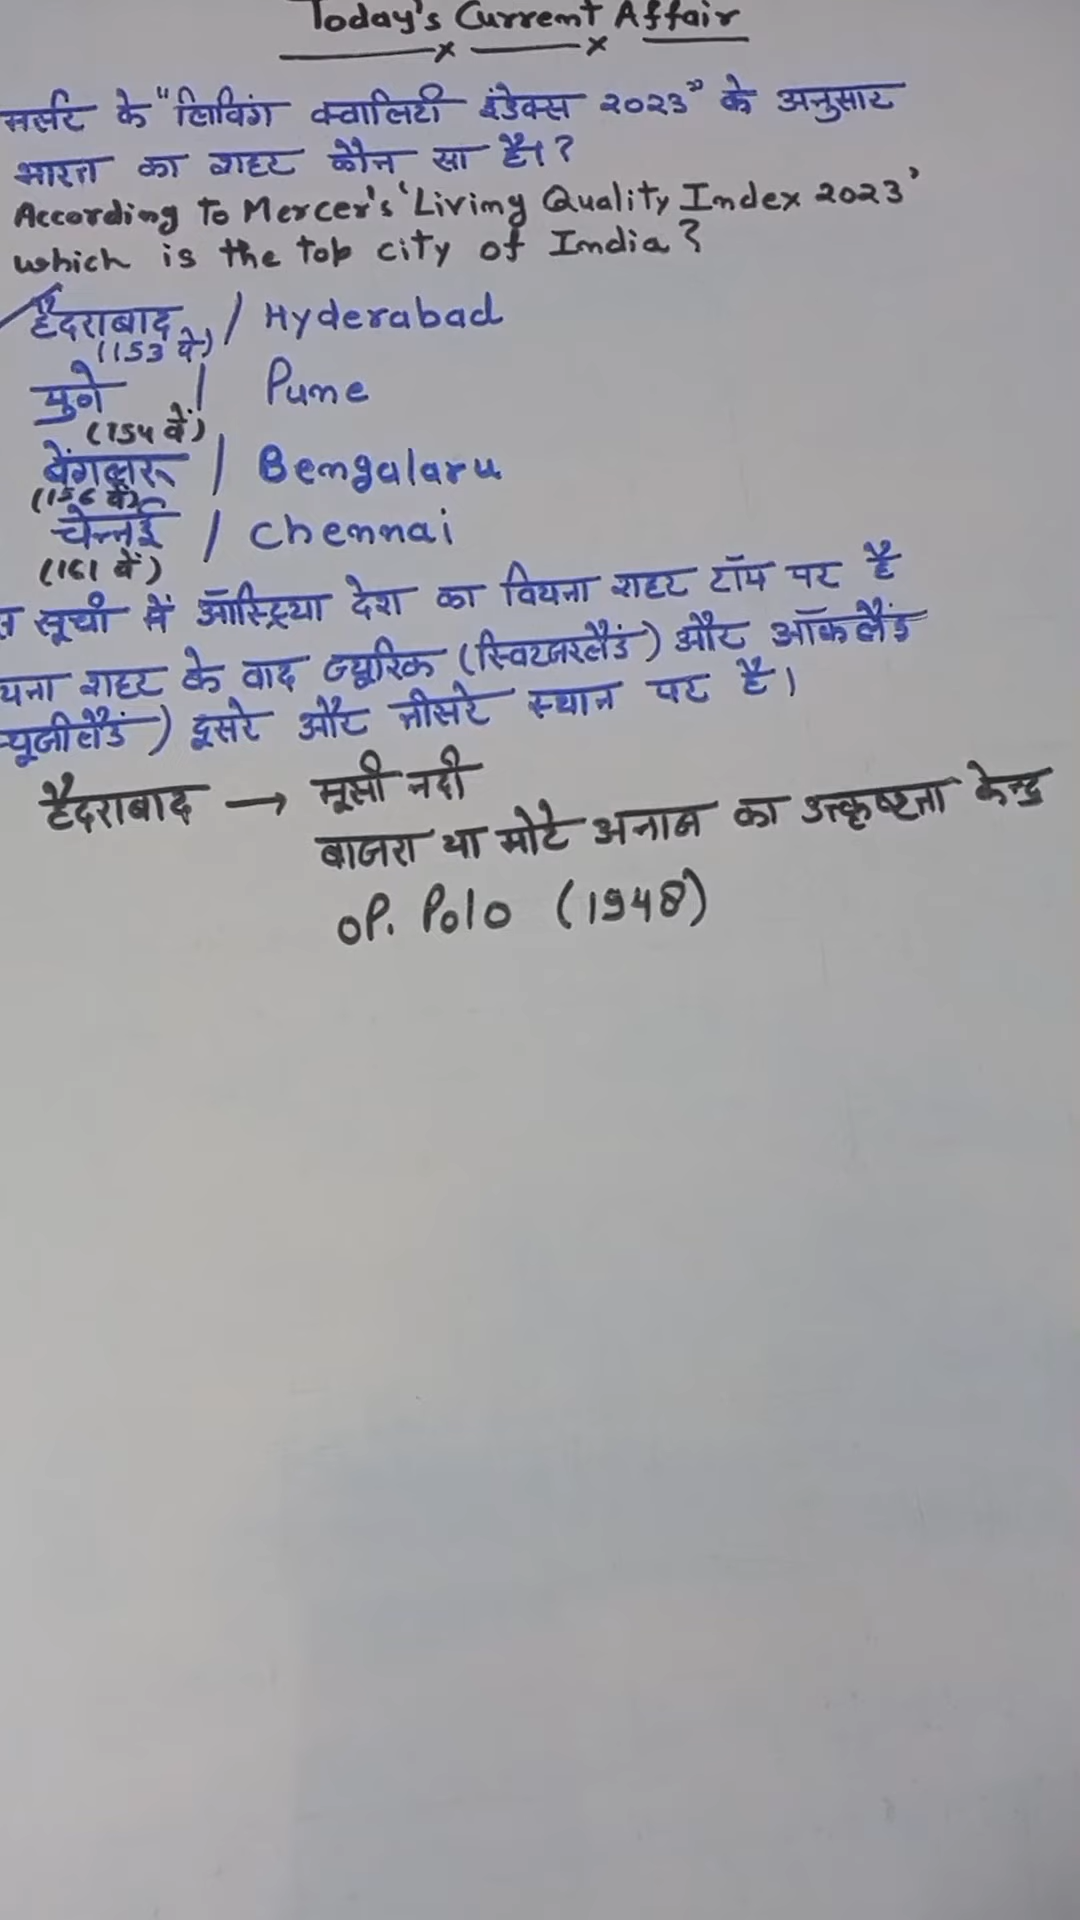 Today's Current Affair
मर्सर के "लिविंग क्वालिटी इंडेक्स 2023" के अनुसार
भारत का शहर कौन सा है।?
According To Mercer's 'Living Quality Index 2023'
which is the top city of India?
हैदराबाद / Hyderabad
(153 वे)
पुणे / Pune
(154 वें)
बेंगलुरू / Bengalaru
(156 वें)
चेन्नई / Chennai
(161 वें)
सूची में ऑस्ट्रिया देश का वियना शहर टॉप पर है
यना शहर के बाद ज्यूरिक (स्विटजरलैंड) और ऑकलैंड
न्यूजीलैंड) दूसरे और तीसरे स्थान पर है।
हैदराबाद → मूसी नदी
बाजरा या मोटे अनाज का उत्कृष्टता केन्द्र
OP. Polo (1948)